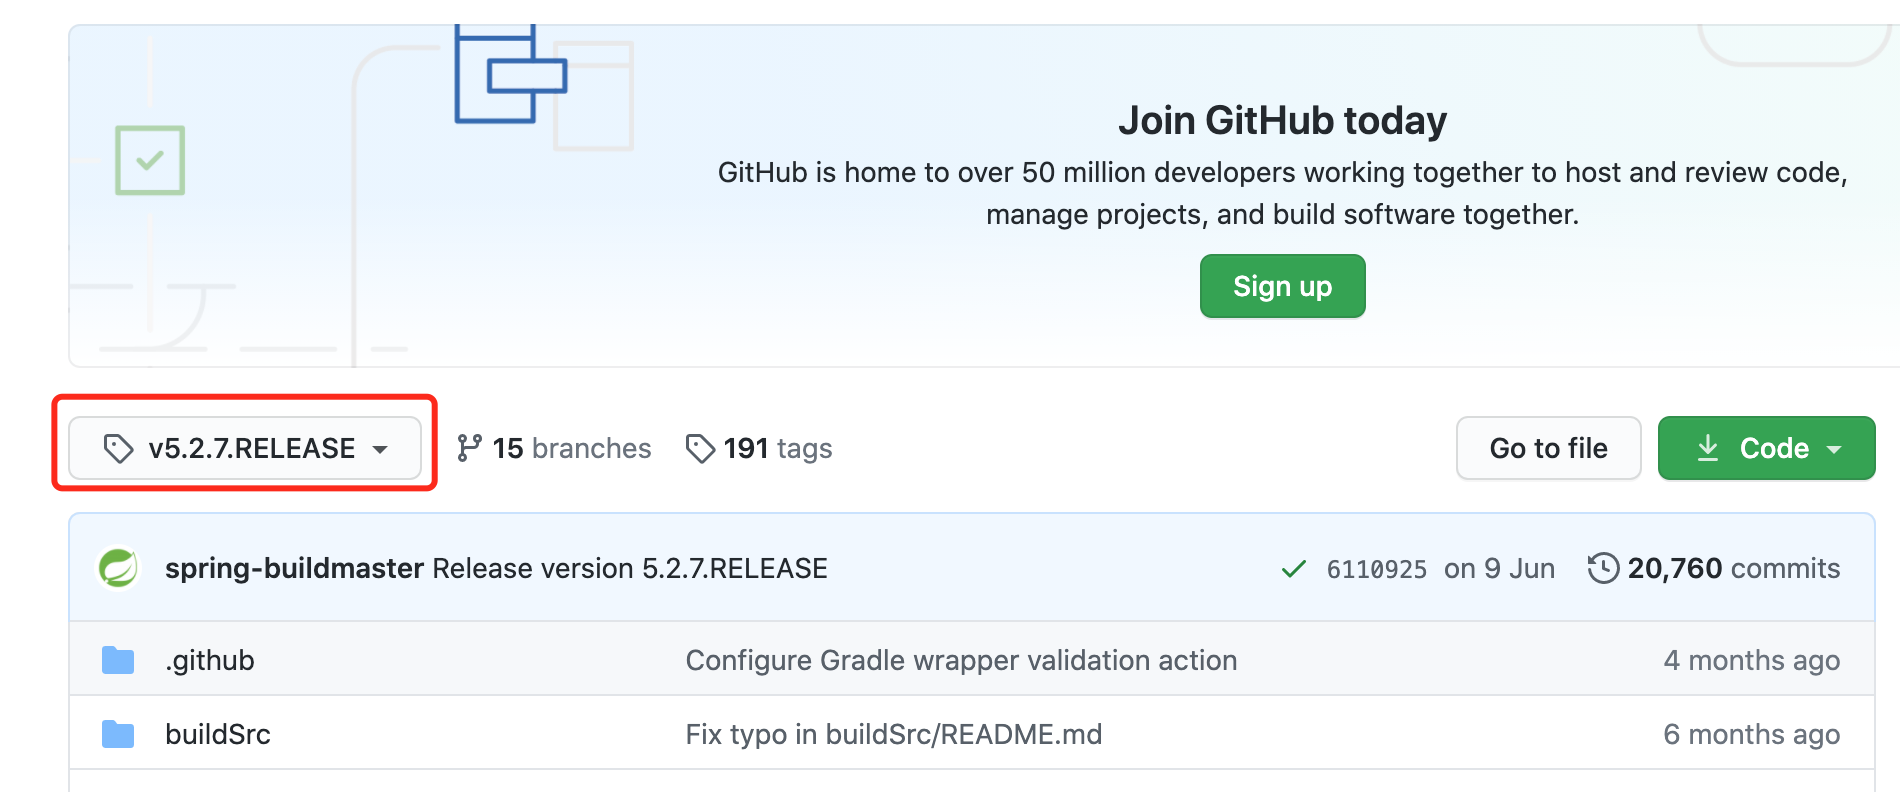 Join GitHub today
GitHub is home to over 50 million developers working together to host and review code,
manage projects, and build software together.
Sign up
v5.2.7.RELEASE 15 branches 191 tags Go to file Code
spring-buildmaster Release version 5.2.7.RELEASE 6110925 on 9 Jun 20,760 commits
.github Configure Gradle wrapper validation action 4 months ago
buildSrc Fix typo in buildSrc/README.md 6 months ago